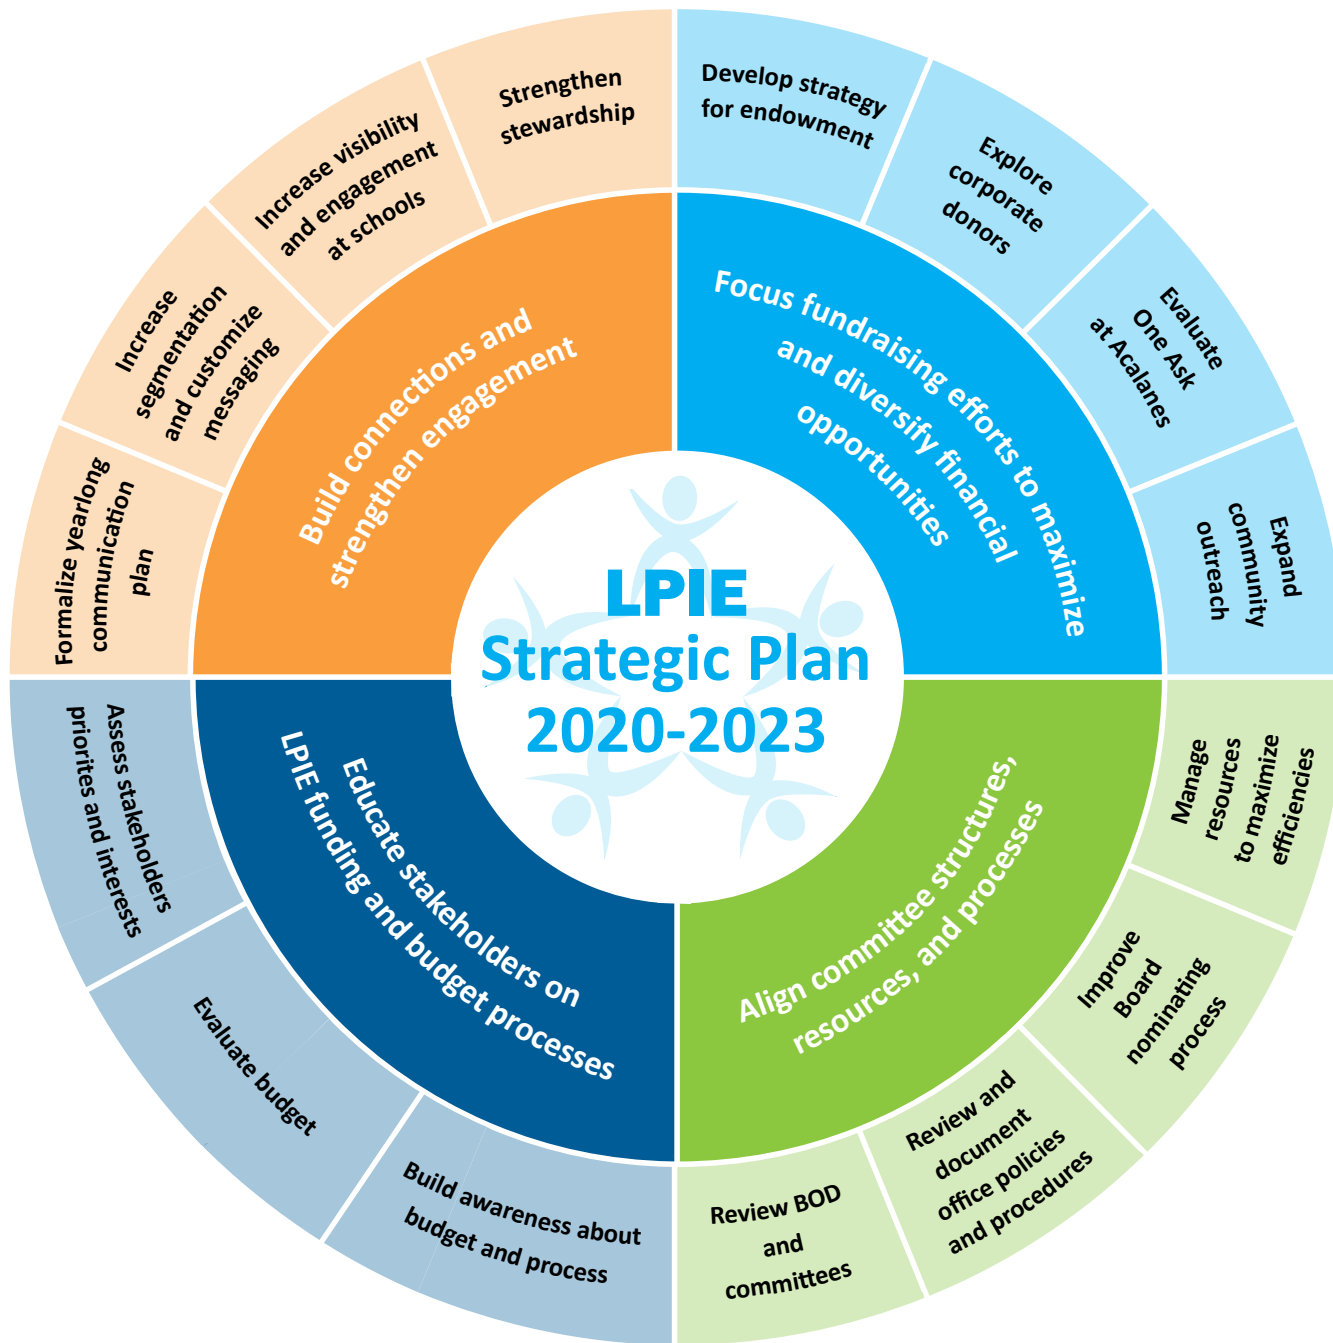 LPIE
Strategic Plan
2020-2023
Focus fundraising efforts to maximize
and diversify financial
opportunities
Develop strategy
for endowment
Explore
corporate
donors
Evaluate
One Ask
at Acalanes
Expand
community
outreach
Align committee structures,
resources, and processes
Manage
resources
to maximize
efficiencies
Improve
Board
nominating
process
Review and
document
office policies
and procedures
Review BOD
and
committees
Educate stakeholders on
LPIE funding and budget processes
Build awareness about
budget and process
Evaluate budget
Assess stakeholders
priorites and interests
Build connections and
strengthen engagement
Formalize yearlong
communication
plan
Increase
segmentation
and customize
messaging
Increase visibility
and engagement
at schools
Strengthen
stewardship